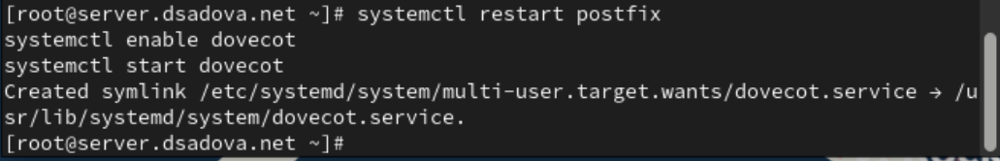 [root@server.dsadova.net ~]# systemctl restart postfix
systemctl enable dovecot
systemctl start dovecot
Created symlink /etc/systemd/system/multi-user.target.wants/dovecot.service → /u
sr/lib/systemd/system/dovecot.service.
[root@server.dsadova.net ~]#